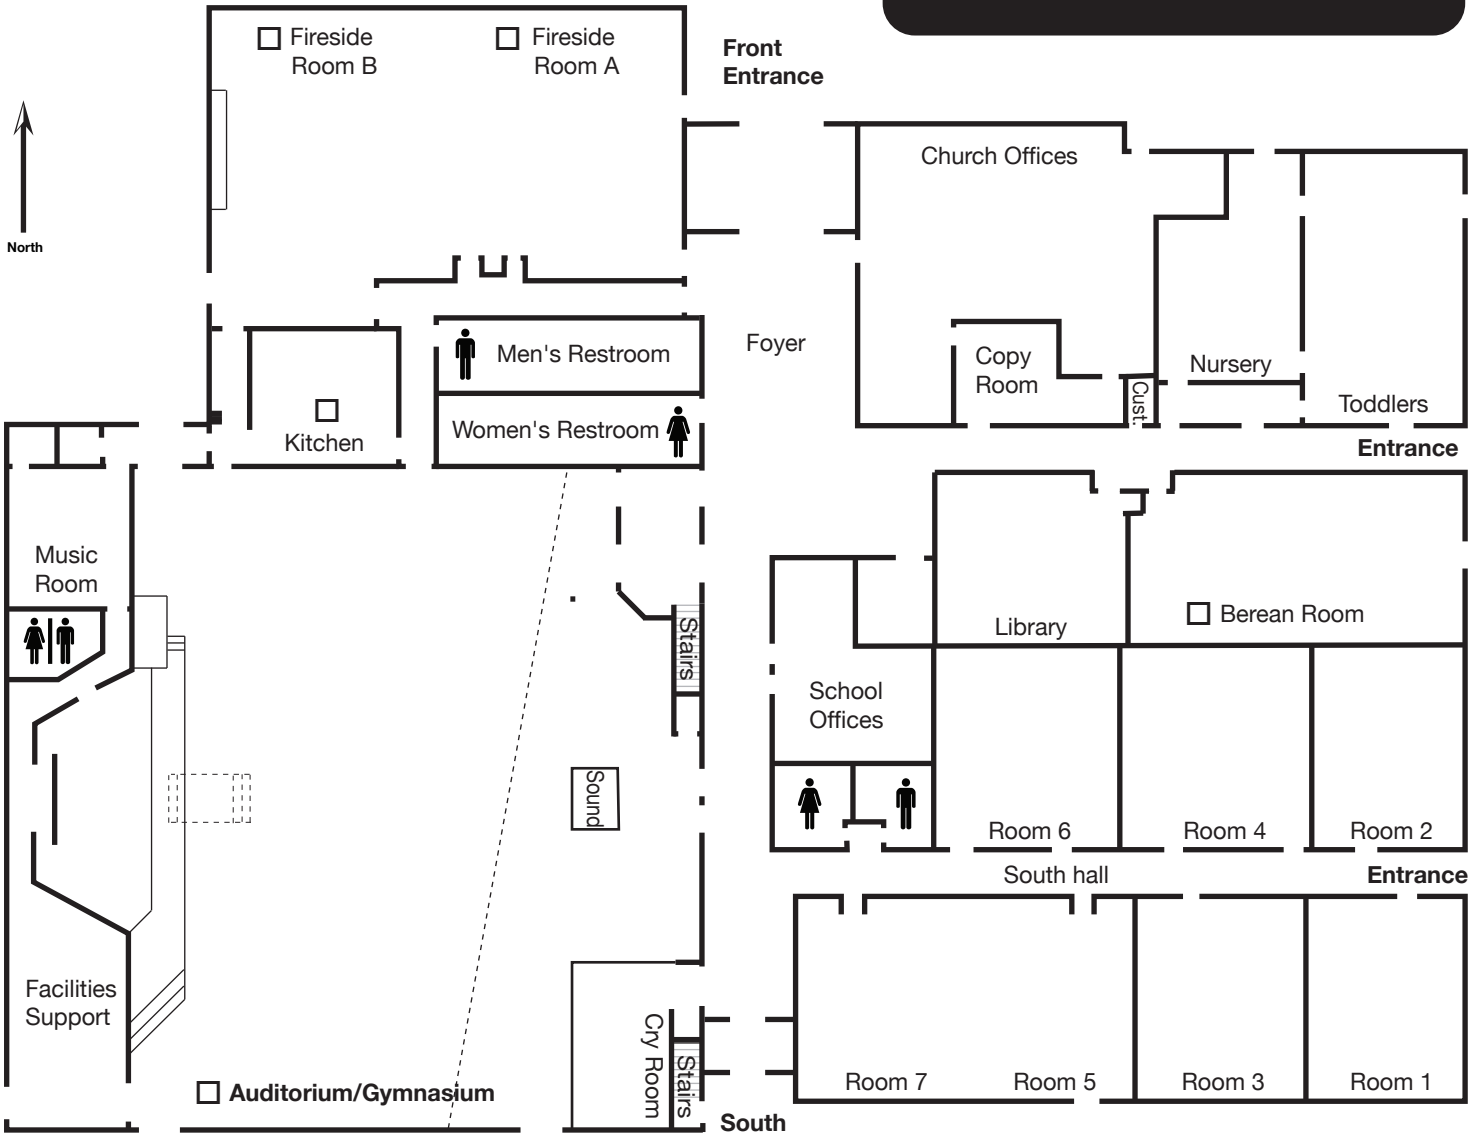 Fireside
Room B
Fireside
Room A
Front
Entrance
North
Church Offices
Men's Restroom
Foyer
Copy
Room
Cust.
Nursery
Toddlers
Women's Restroom
Kitchen
Entrance
Music
Room
Stairs
Library
Berean Room
School
Offices
Sound
Room 6
Room 4
Room 2
South hall
Entrance
Facilities
Support
Cry Room
Stairs
Room 7
Room 5
Room 3
Room 1
Auditorium/Gymnasium
South